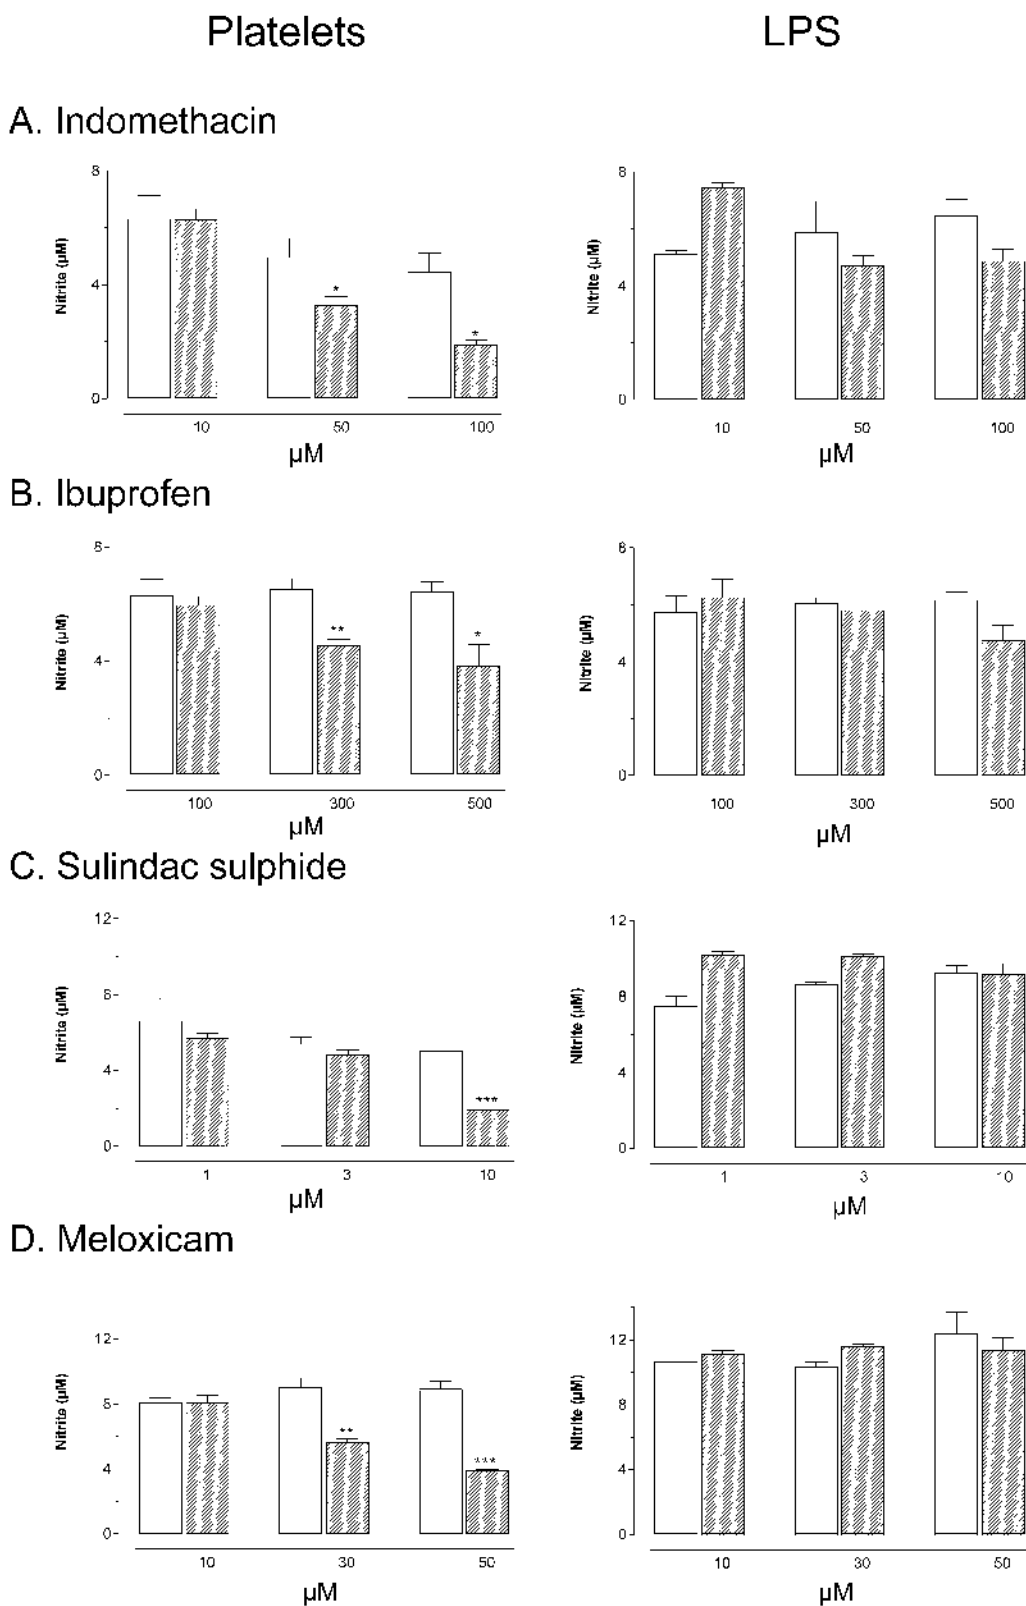 Platelets LPS
A. Indomethacin
8 8
Nitrite (µM) Nitrite (µM)
4 4
* *
0 0
10 50 100 10 50 100
µM µM
B. Ibuprofen
8 8
Nitrite (µM) Nitrite (µM)
** *
4 4
0 0
100 300 500 100 300 500
µM µM
C. Sulindac sulphide
12 12
8 8
Nitrite (µM) Nitrite (µM)
4 4
***
0 0
1 3 10 1 3 10
µM µM
D. Meloxicam
12 12
8 8
Nitrite (µM) Nitrite (µM)
** ***
4 4
0 0
10 30 50 10 30 50
µM µM